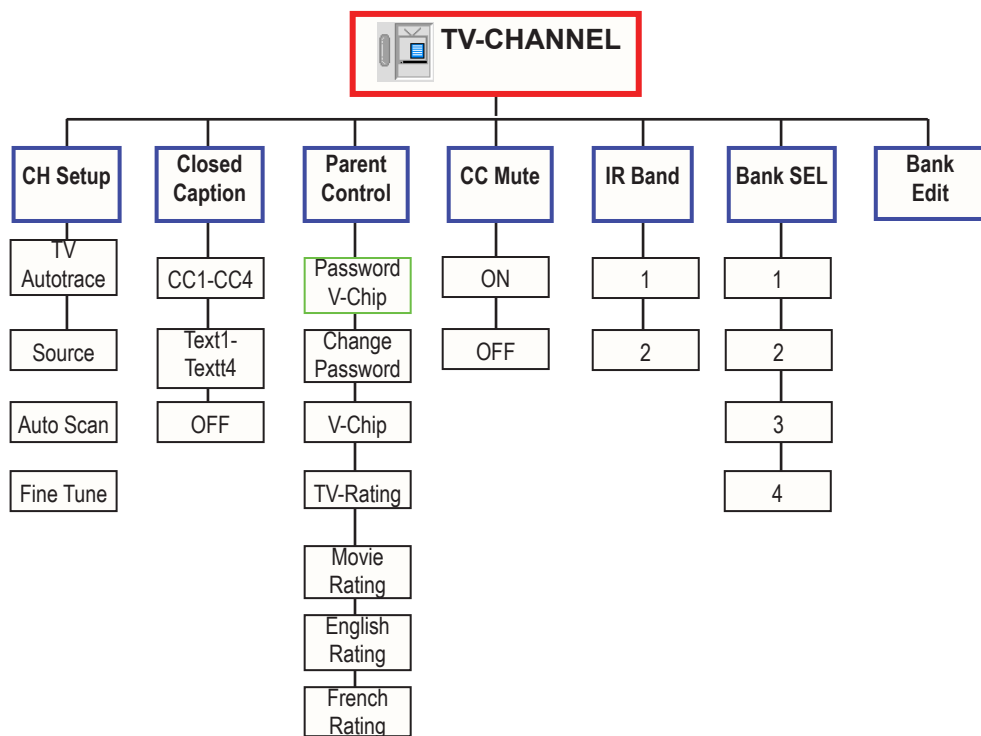 TV-CHANNEL
CH Setup
Closed
Caption
Parent
Control
CC Mute
IR Band
Bank SEL
Bank
Edit
TV
Autotrace
Source
Auto Scan
Fine Tune
CC1-CC4
Text1-
Textt4
OFF
Password
V-Chip
Change
Password
V-Chip
TV-Rating
Movie
Rating
English
Rating
French
Rating
ON
OFF
1
2
1
2
3
4